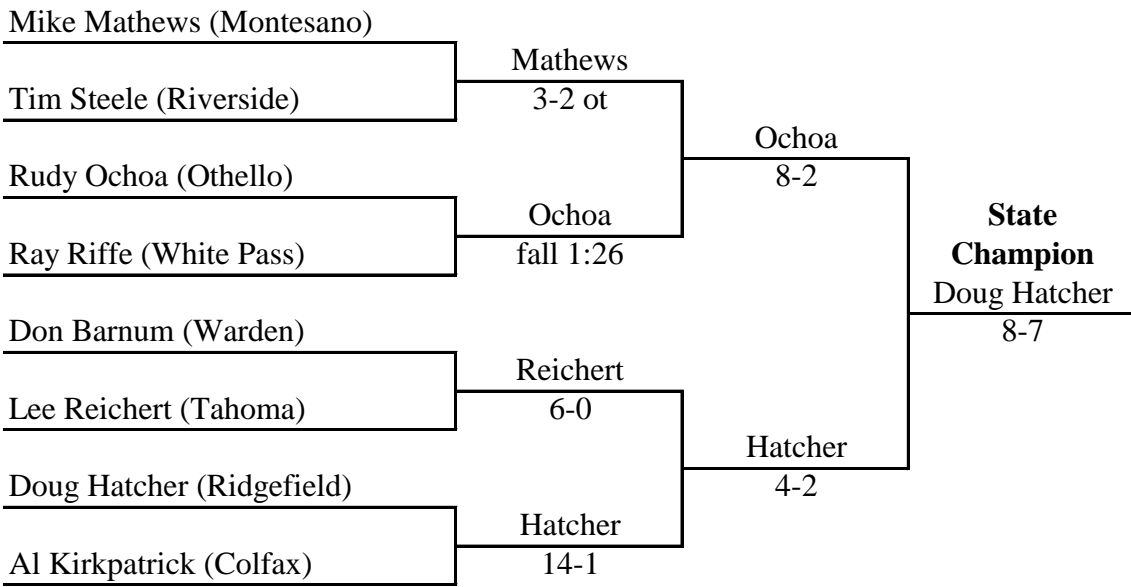 Mike Mathews (Montesano)
Mathews
3-2 ot
Tim Steele (Riverside)
Ochoa
8-2
Rudy Ochoa (Othello)
Ochoa
fall 1:26
Ray Riffe (White Pass)
State
Champion
Doug Hatcher
8-7
Don Barnum (Warden)
Reichert
6-0
Lee Reichert (Tahoma)
Hatcher
4-2
Doug Hatcher (Ridgefield)
Hatcher
14-1
Al Kirkpatrick (Colfax)